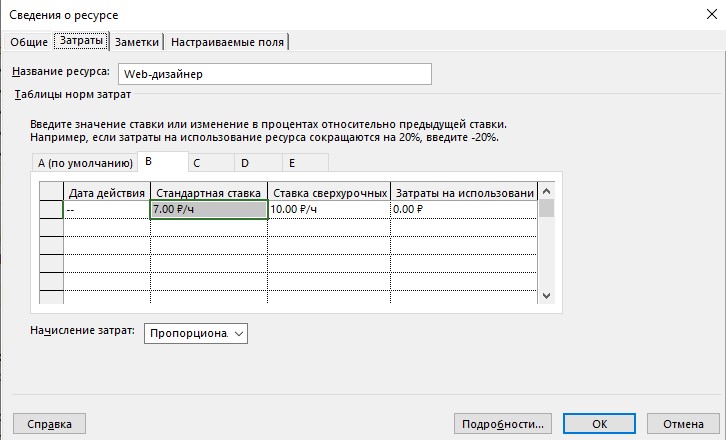 Сведения о ресурсе
Общие Затраты Заметки Настраиваемые поля
Название ресурса: Web-дизайнер
Таблицы норм затрат
Введите значение ставки или изменение в процентах относительно предыдущей ставки.
Например, если затраты на использование ресурса сокращаются на 20%, введите -20%.
A (по умолчанию) B C D E
Дата действия Стандартная ставка Ставка сверхурочных Затраты на использовани
-- 7.00 ₽/ч 10.00 ₽/ч 0.00 ₽
Начисление затрат: Пропорциона.
Справка Подробности... ОК Отмена